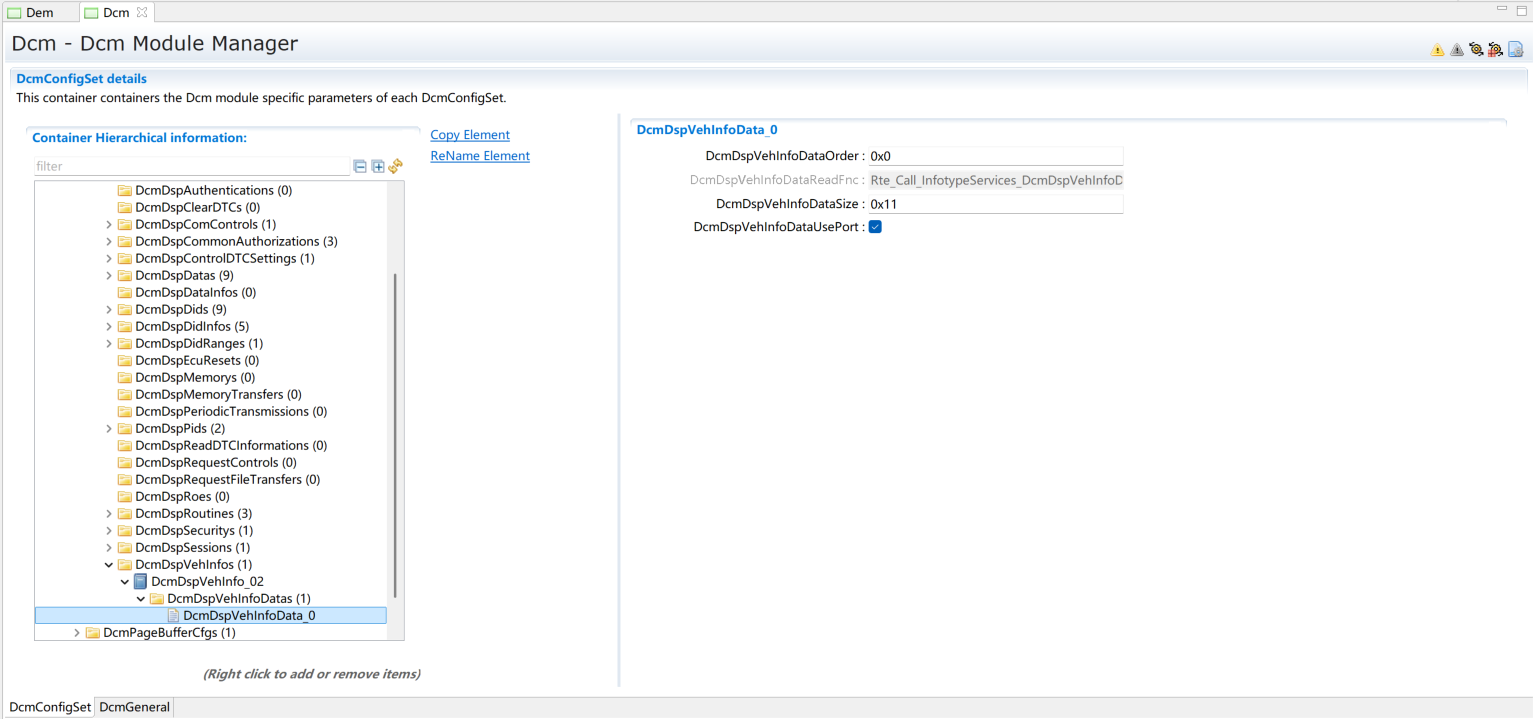 Dem
Dcm
Dcm - Dcm Module Manager
DcmConfigSet details
This container containers the Dcm module specific parameters of each DcmConfigSet.
Container Hierarchical information:
filter
DcmDspAuthentications (0)
DcmDspClearDTCs (0)
DcmDspComControls (1)
DcmDspCommonAuthorizations (3)
DcmDspControlDTCSettings (1)
DcmDspDatas (9)
DcmDspDataInfos (0)
DcmDspDids (9)
DcmDspDidInfos (5)
DcmDspDidRanges (1)
DcmDspEcuResets (0)
DcmDspMemorys (0)
DcmDspMemoryTransfers (0)
DcmDspPeriodicTransmissions (0)
DcmDspPids (2)
DcmDspReadDTCInformations (0)
DcmDspRequestControls (0)
DcmDspRequestFileTransfers (0)
DcmDspRoes (0)
DcmDspRoutines (3)
DcmDspSecuritys (1)
DcmDspSessions (1)
DcmDspVehInfos (1)
DcmDspVehInfo_02
DcmDspVehInfoDatas (1)
DcmDspVehInfoData_0
DcmPageBufferCfgs (1)
(Right click to add or remove items)
Copy Element
ReName Element
DcmDspVehInfoData_0
DcmDspVehInfoDataOrder : 0x0
DcmDspVehInfoDataReadFnc : Rte_Call_InfotypeServices_DcmDspVehInfoD
DcmDspVehInfoDataSize : 0x11
DcmDspVehInfoDataUsePort :
DcmConfigSet
DcmGeneral